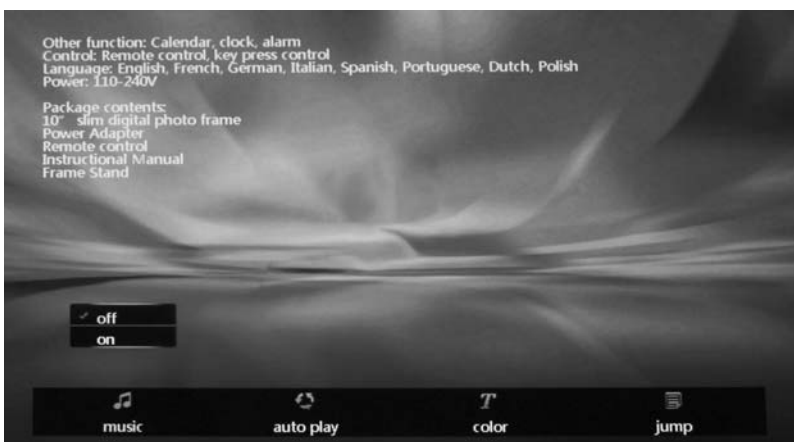 Other function: Calendar, clock, alarm
Control: Remote control, key press control
Language: English, French, German, Italian, Spanish, Portuguese, Dutch, Polish
Power: 110-240V
Package contents:
10" slim digital photo frame
Power Adapter
Remote control
Instructional Manual
Frame Stand
off
on
music auto play color jump